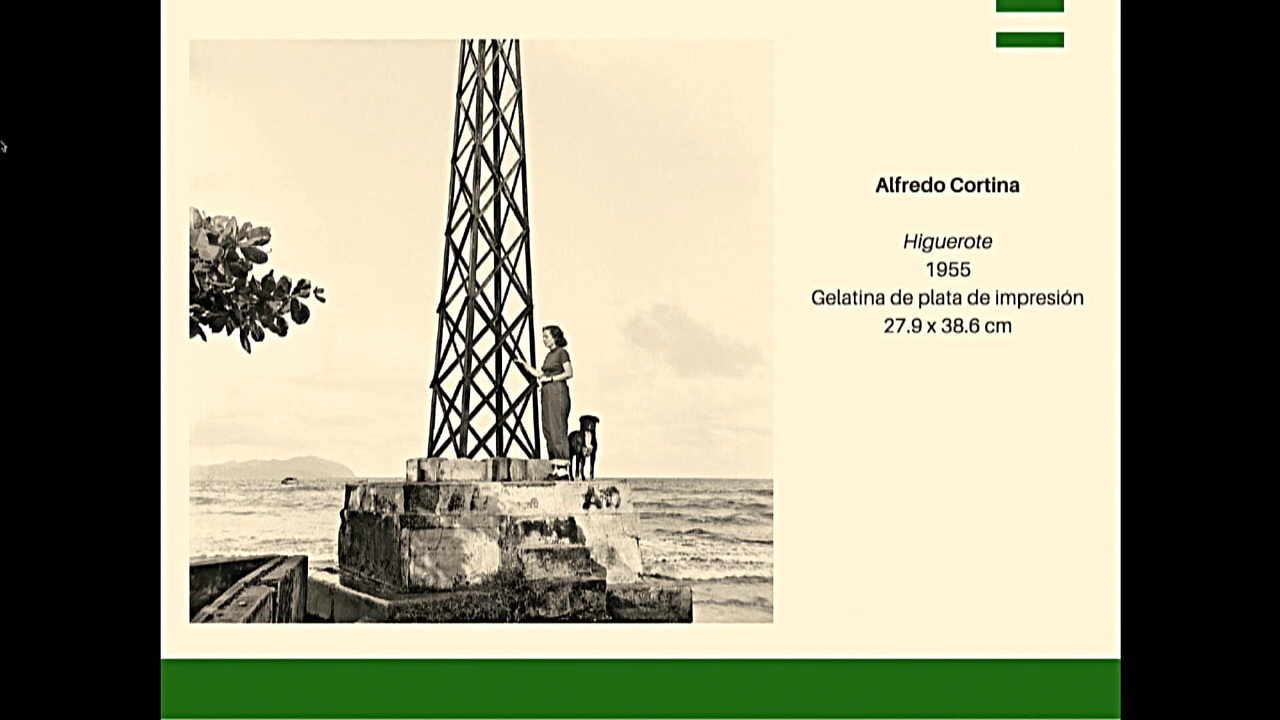 Alfredo Cortina
Higuerote
1955
Gelatina de plata de impresión
27.9 x 38.6 cm